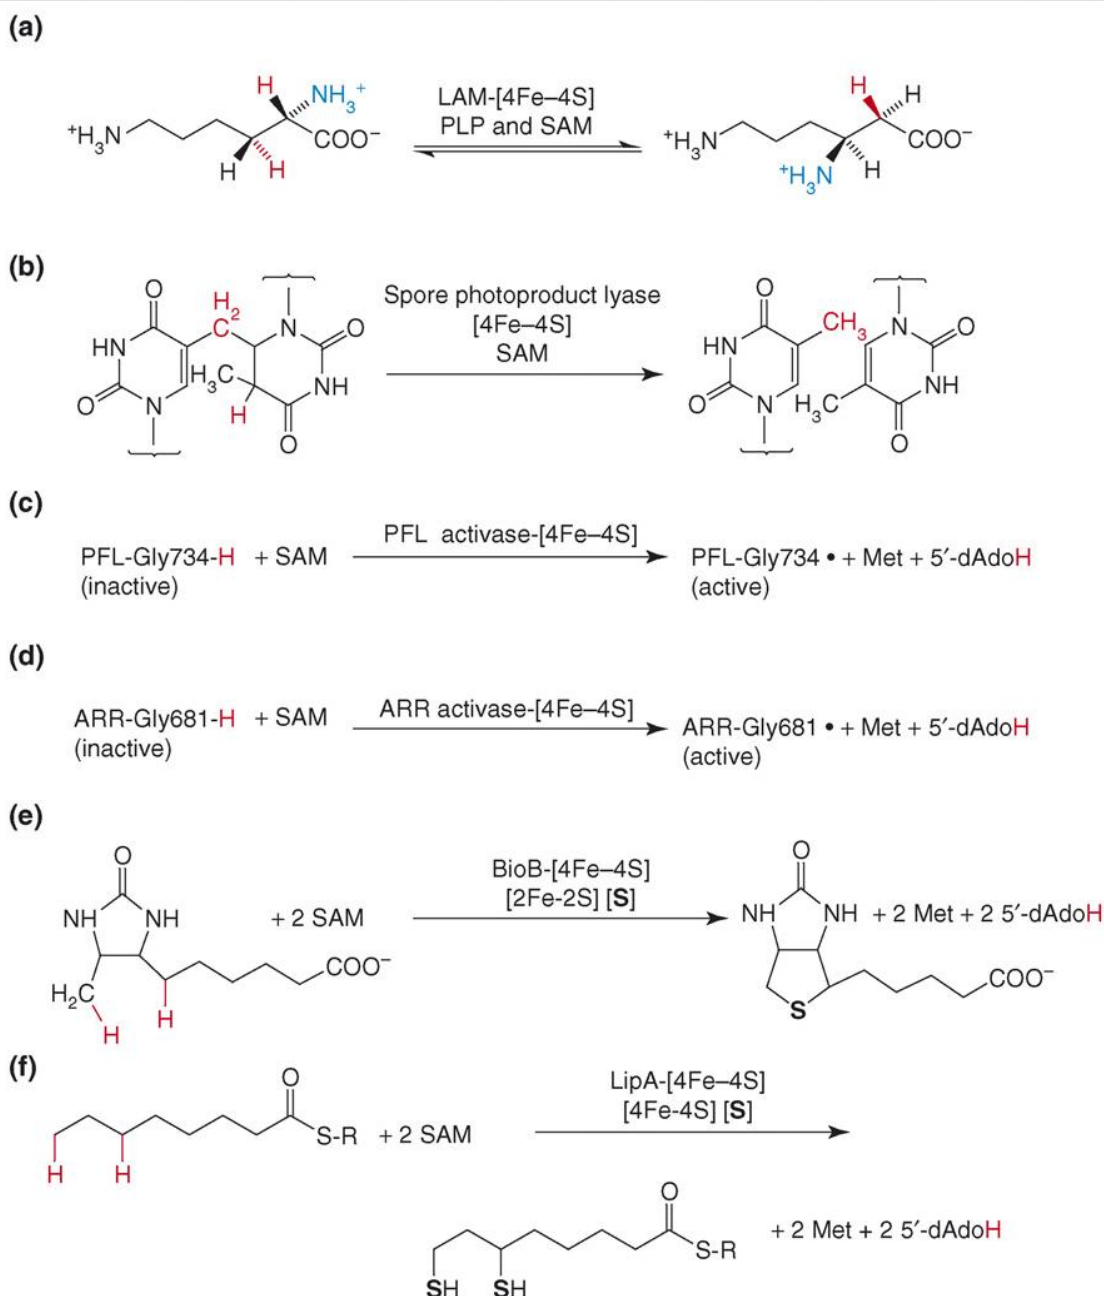 (a)
H NH₃⁺
⁺H₃N COO⁻
H H
LAM-[4Fe–4S]
PLP and SAM
H H
⁺H₃N COO⁻
⁺H₃N H
(b)
O H₂
C N O
HN H₃C NH
O N H O
Spore photoproduct lyase
[4Fe–4S]
SAM
O CH₃ N O
HN NH
O N H₃C O
(c)
PFL-Gly734-H + SAM
(inactive)
PFL activase-[4Fe–4S]
PFL-Gly734 • + Met + 5′-dAdoH
(active)
(d)
ARR-Gly681-H + SAM
(inactive)
ARR activase-[4Fe–4S]
ARR-Gly681 • + Met + 5′-dAdoH
(active)
(e)
O
NH NH + 2 SAM
COO⁻
H₂C H
H
BioB-[4Fe–4S]
[2Fe-2S] [S]
O
NH NH + 2 Met + 2 5′-dAdoH
COO⁻
S
(f)
O
S-R + 2 SAM
H H
LipA-[4Fe–4S]
[4Fe-4S] [S]
O
S-R + 2 Met + 2 5′-dAdoH
SH SH